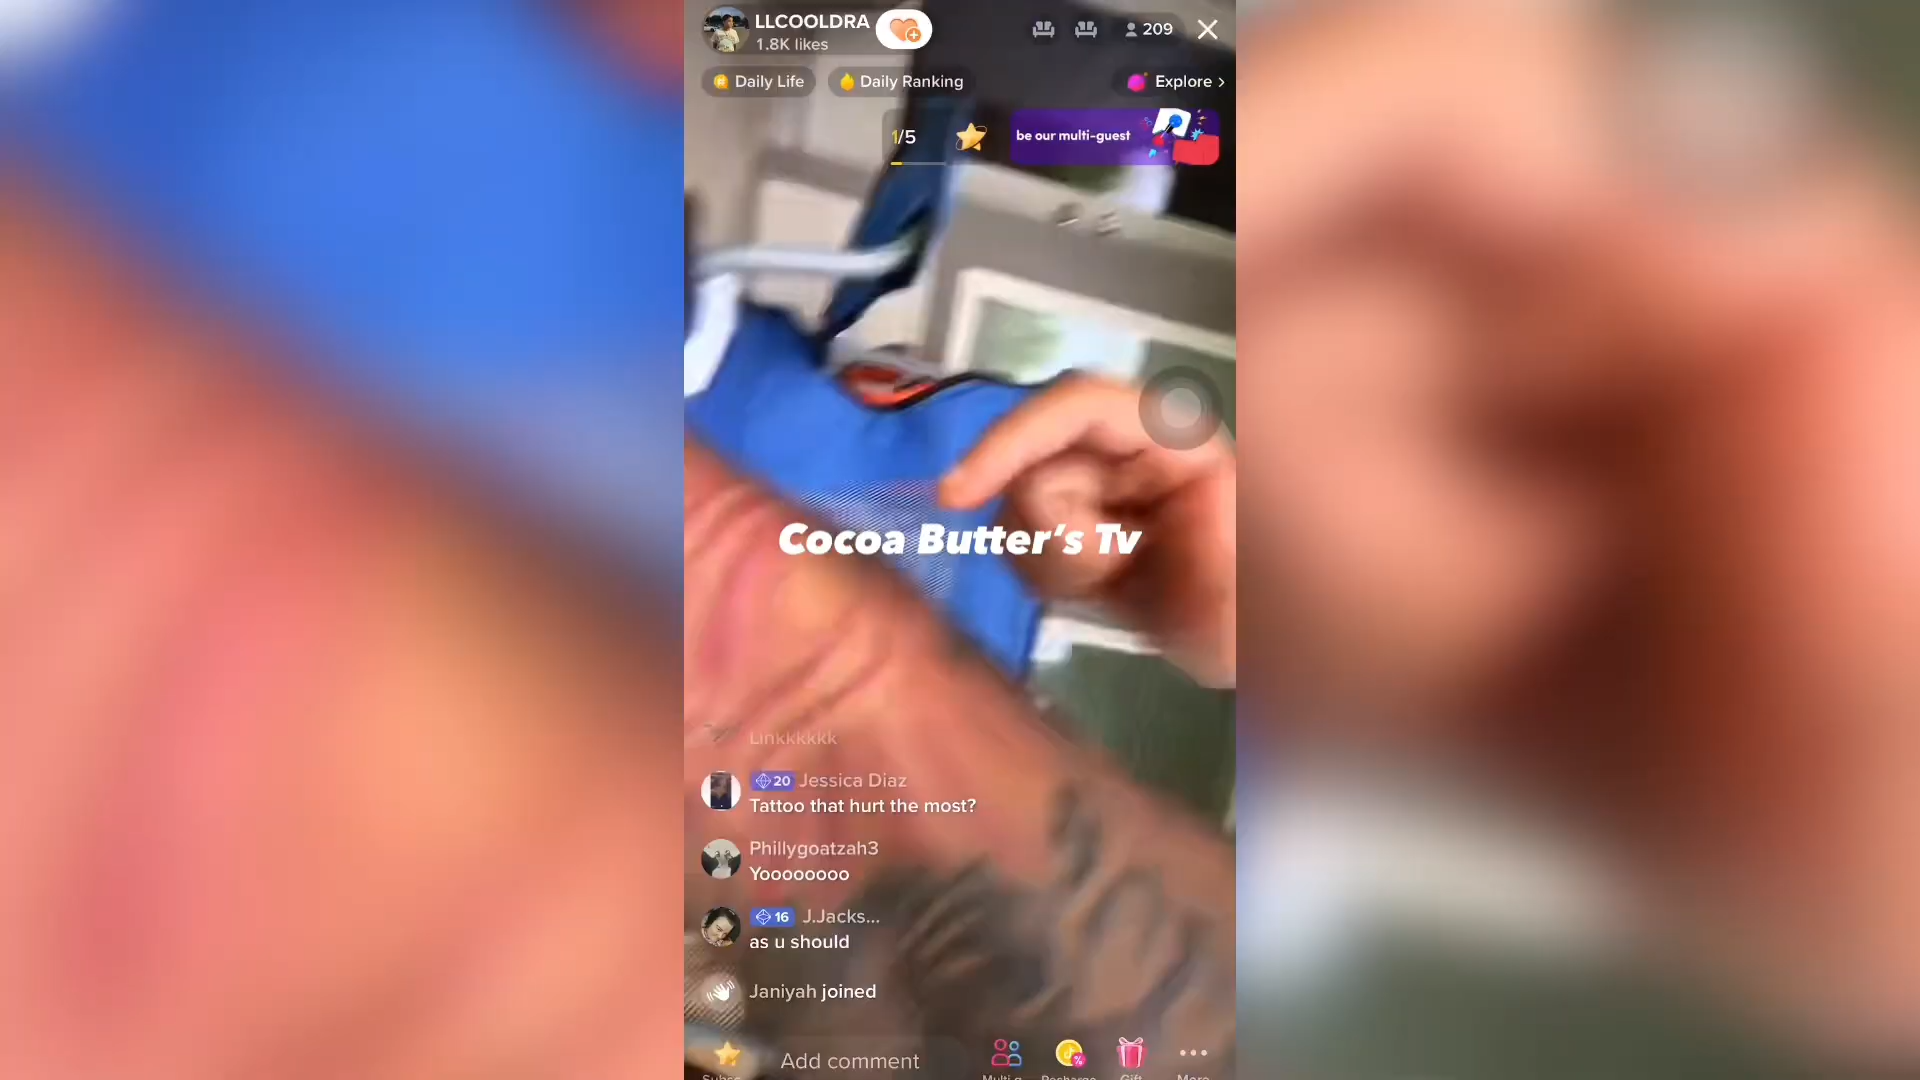 LLCOOLDRA
1.8K likes
209
Daily Life
Daily Ranking
Explore >
1/5
be our multi-guest
Cocoa Butter's Tv
Linkkkkkk
20 Jessica Diaz
Tattoo that hurt the most?
Phillygoatzah3
Yoooooooo
16 J.Jacks...
as u should
Janiyah joined
Add comment